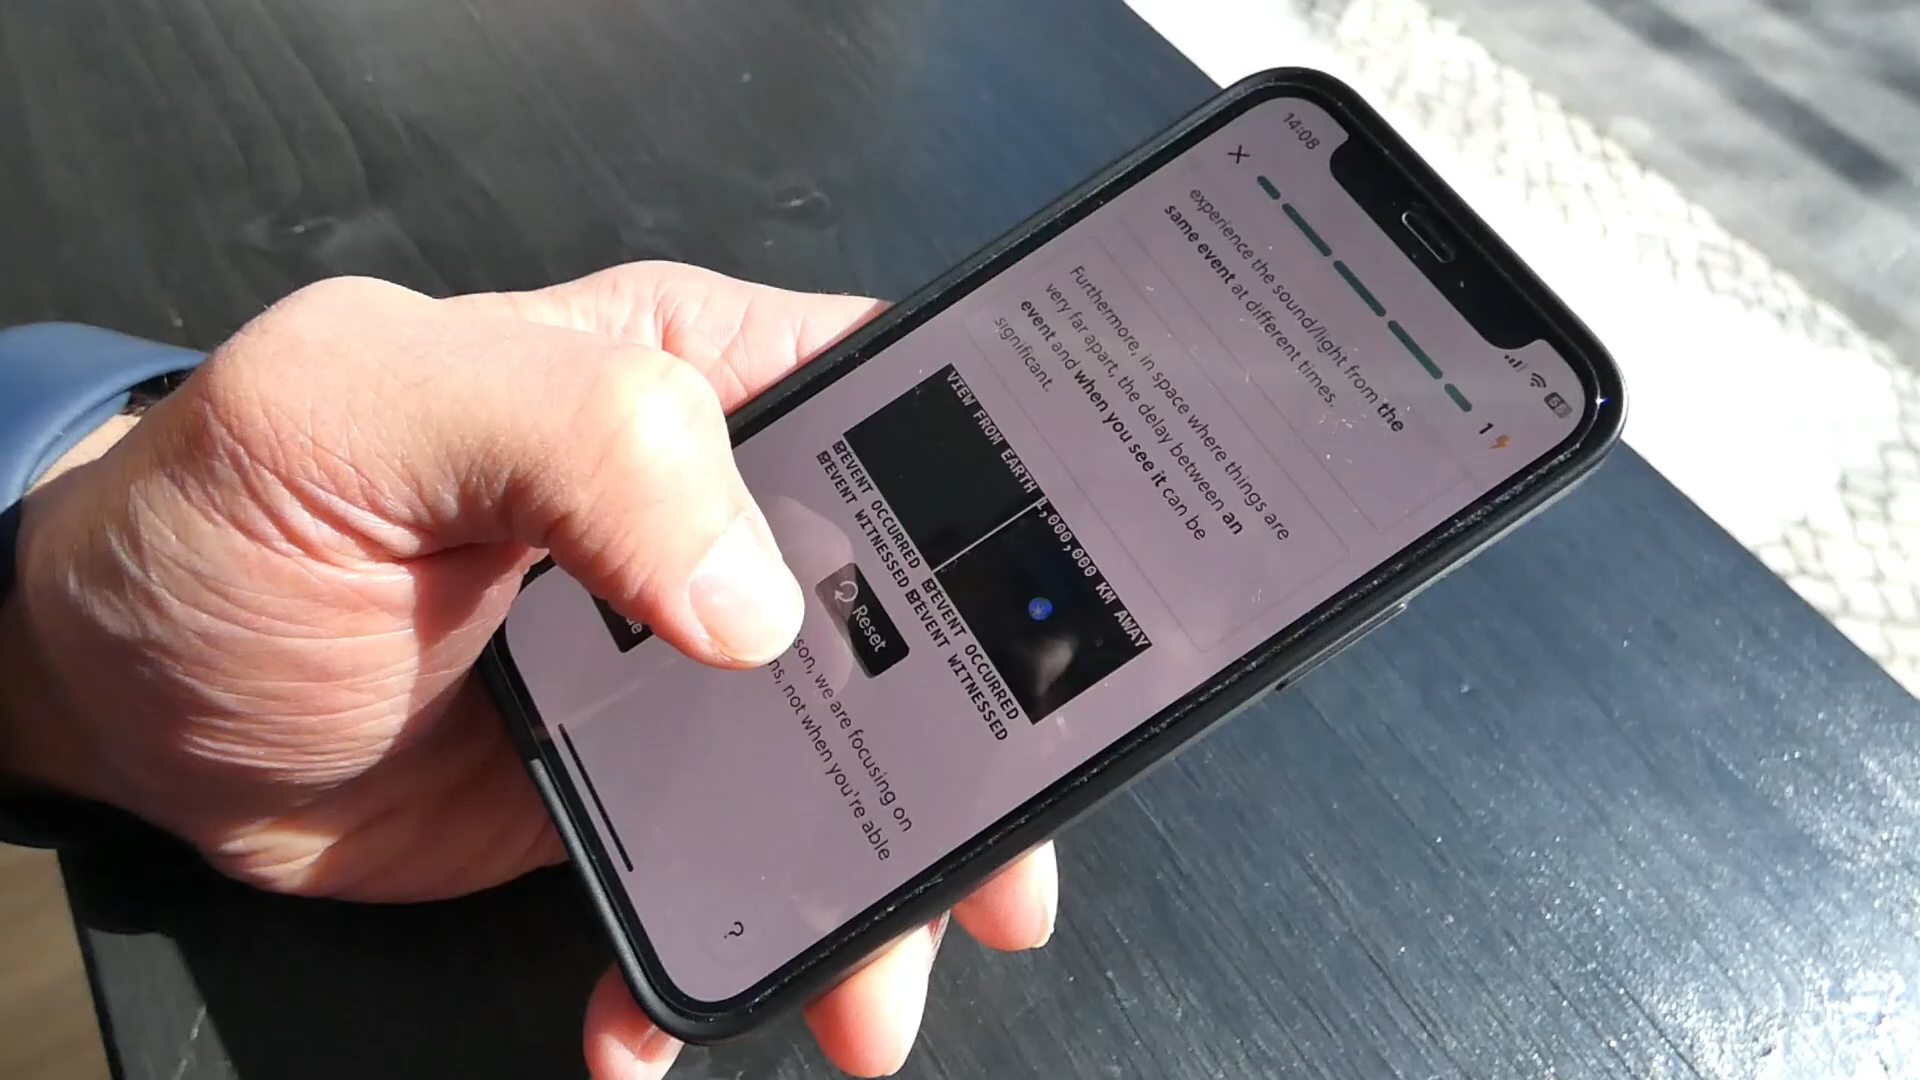 14:08
1
experience the sound/light from the
same event at different times.
Furthermore, in space where things are
very far apart, the delay between an
event and when you see it can be
significant.
VIEW FROM EARTH 1,000,000 KM AWAY
EVENT OCCURRED EVENT OCCURRED
EVENT WITNESSED EVENT WITNESSED
Reset
son, we are focusing on
ns, not when you're able
ue
?